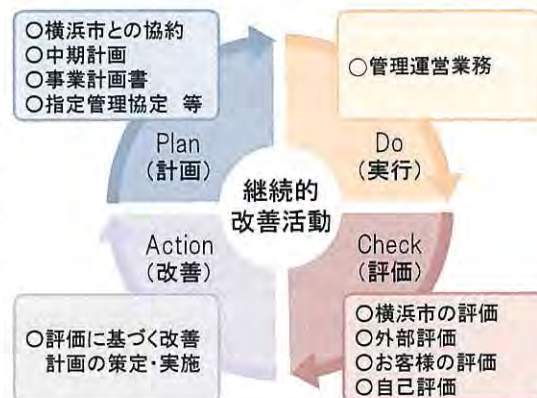 ○横浜市との協約
○中期計画
○事業計画書
○指定管理協定 等
Plan
(計画)
○管理運営業務
Do
(実行)
継続的
改善活動
Action
(改善)
Check
(評価)
○評価に基づく改善
計画の策定・実施
○横浜市の評価
○外部評価
○お客様の評価
○自己評価